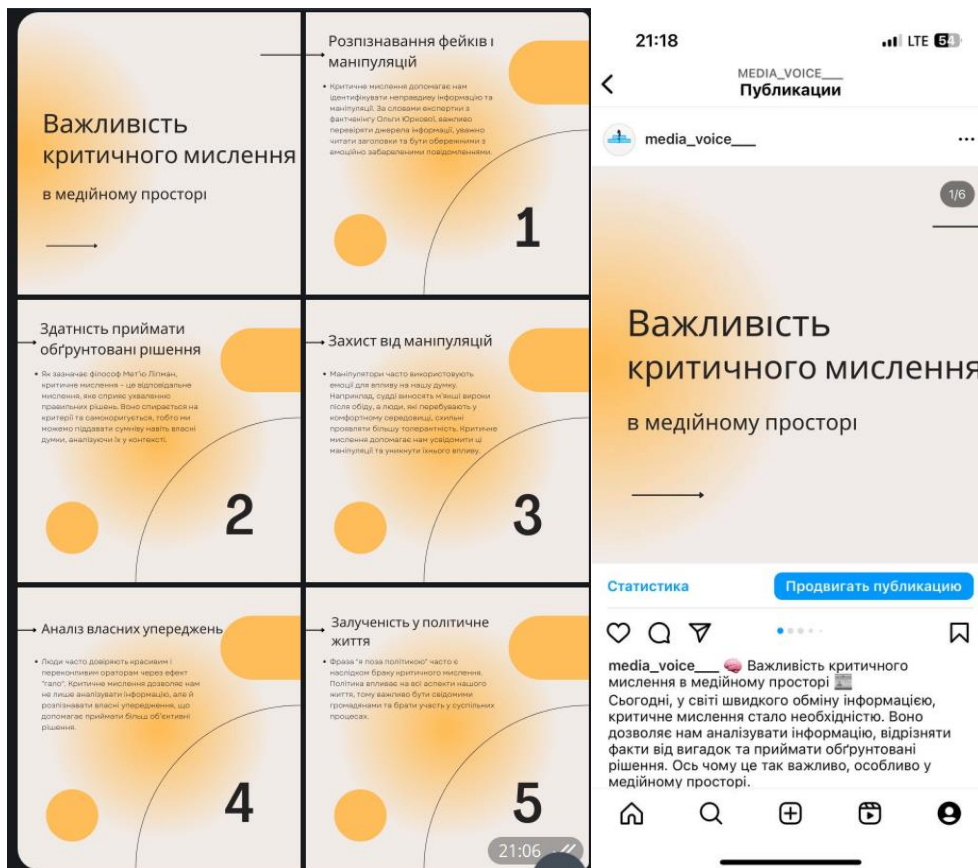 Важливість
критичного мислення
в медійному просторі
Розпізнавання фейків і
маніпуляцій
• Критичне мислення допомагає нам
ідентифікувати неправдиву інформацію та
маніпуляції. За словами експертки з
фактчекінгу Ольги Юркової, важливо
перевіряти джерела інформації, уважно
читати заголовки та бути обережними з
емоційно забарвленими повідомленнями.
1
Здатність приймати
обґрунтовані рішення
• Як зазначає філософ Мет'ю Ліпман,
критичне мислення – це відповідальне
мислення, яке сприяє ухваленню
правильних рішень. Воно спирається на
критерії та самокоригується, тобто ми
можемо піддавати сумніву навіть власні
думки, аналізуючи їх у контексті.
2
Захист від маніпуляцій
• Маніпулятори часто використовують
емоції для впливу на нашу думку.
Наприклад, судді виносять м'якші вироки
після обіду, а люди, які перебувають у
комфортному середовищі, схильні
проявляти більшу толерантність. Критичне
мислення допомагає нам усвідомити ці
маніпуляції та уникнути їхнього впливу.
3
Аналіз власних упереджень
• Люди часто довіряють красивим і
переконливим ораторам через ефект
"гало". Критичне мислення дозволяє нам
не лише аналізувати інформацію, але й
розпізнавати власні упередження, що
допомагає приймати більш об'єктивні
рішення.
4
Залученість у політичне
життя
• Фраза "я поза політикою" часто є
наслідком браку критичного мислення.
Політика впливає на всі аспекти нашого
життя, тому важливо бути свідомими
громадянами та брати участь у суспільних
процесах.
5
21:06
21:18
LTE 54
MEDIA_VOICE___
Публикации
media_voice___
1/6
Важливість
критичного мислення
в медійному просторі
Статистика
Продвигать публикацию
media_voice___ 🧠 Важливість критичного
мислення в медійному просторі 📰
Сьогодні, у світі швидкого обміну інформацією,
критичне мислення стало необхідністю. Воно
дозволяє нам аналізувати інформацію, відрізняти
факти від вигадок та приймати обґрунтовані
рішення. Ось чому це так важливо, особливо у
медійному просторі.